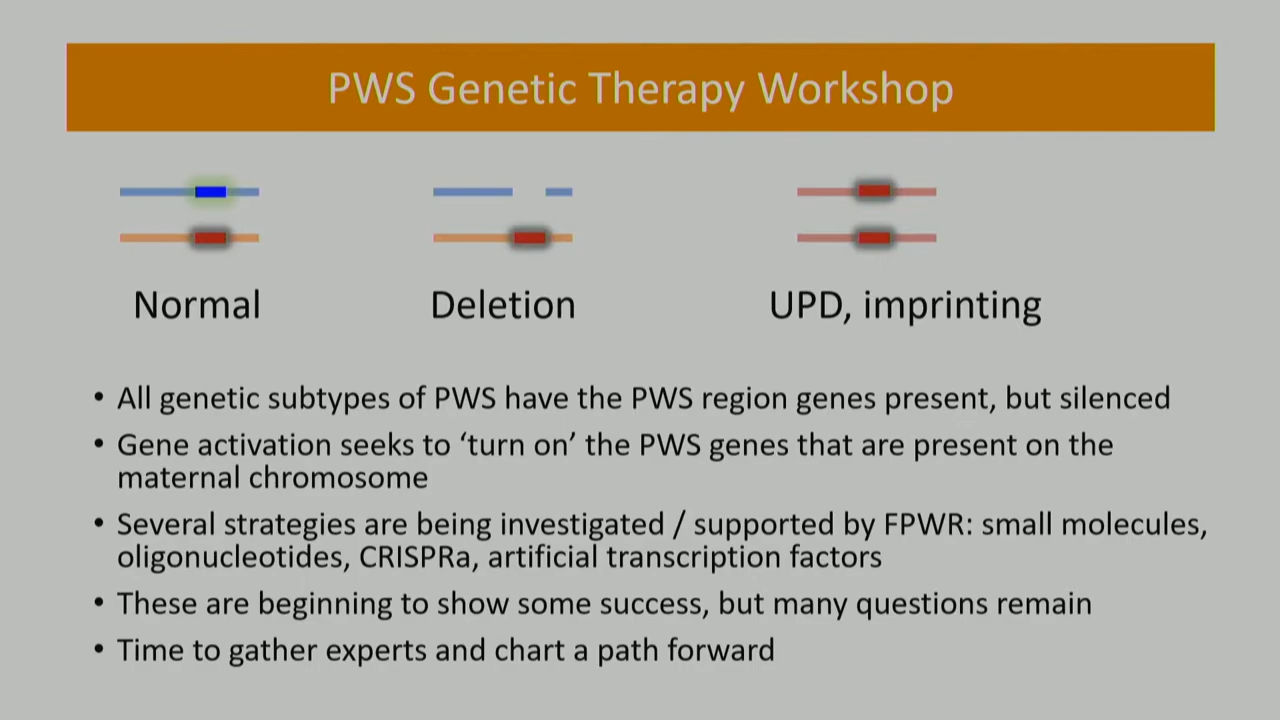 PWS Genetic Therapy Workshop
Normal
Deletion
UPD, imprinting
• All genetic subtypes of PWS have the PWS region genes present, but silenced
• Gene activation seeks to ‘turn on’ the PWS genes that are present on the
maternal chromosome
• Several strategies are being investigated / supported by FPWR: small molecules,
oligonucleotides, CRISPRa, artificial transcription factors
• These are beginning to show some success, but many questions remain
• Time to gather experts and chart a path forward